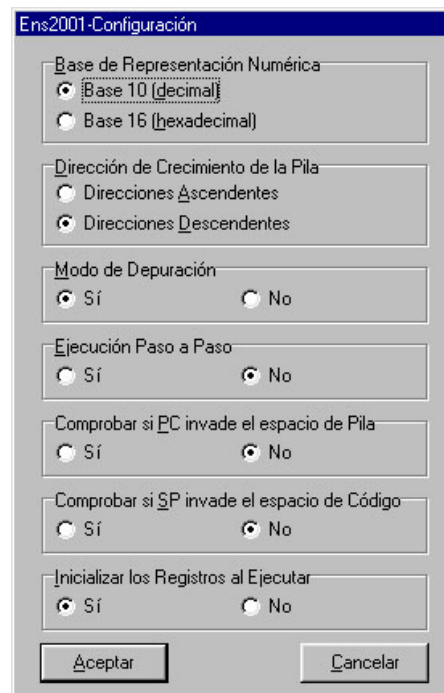 Ens2001-Configuración
Base de Representación Numérica
Base 10 (decimal)
Base 16 (hexadecimal)
Dirección de Crecimiento de la Pila
Direcciones Ascendentes
Direcciones Descendentes
Modo de Depuración
Sí No
Ejecución Paso a Paso
Sí No
Comprobar si PC invade el espacio de Pila
Sí No
Comprobar si SP invade el espacio de Código
Sí No
Inicializar los Registros al Ejecutar
Sí No
Aceptar Cancelar